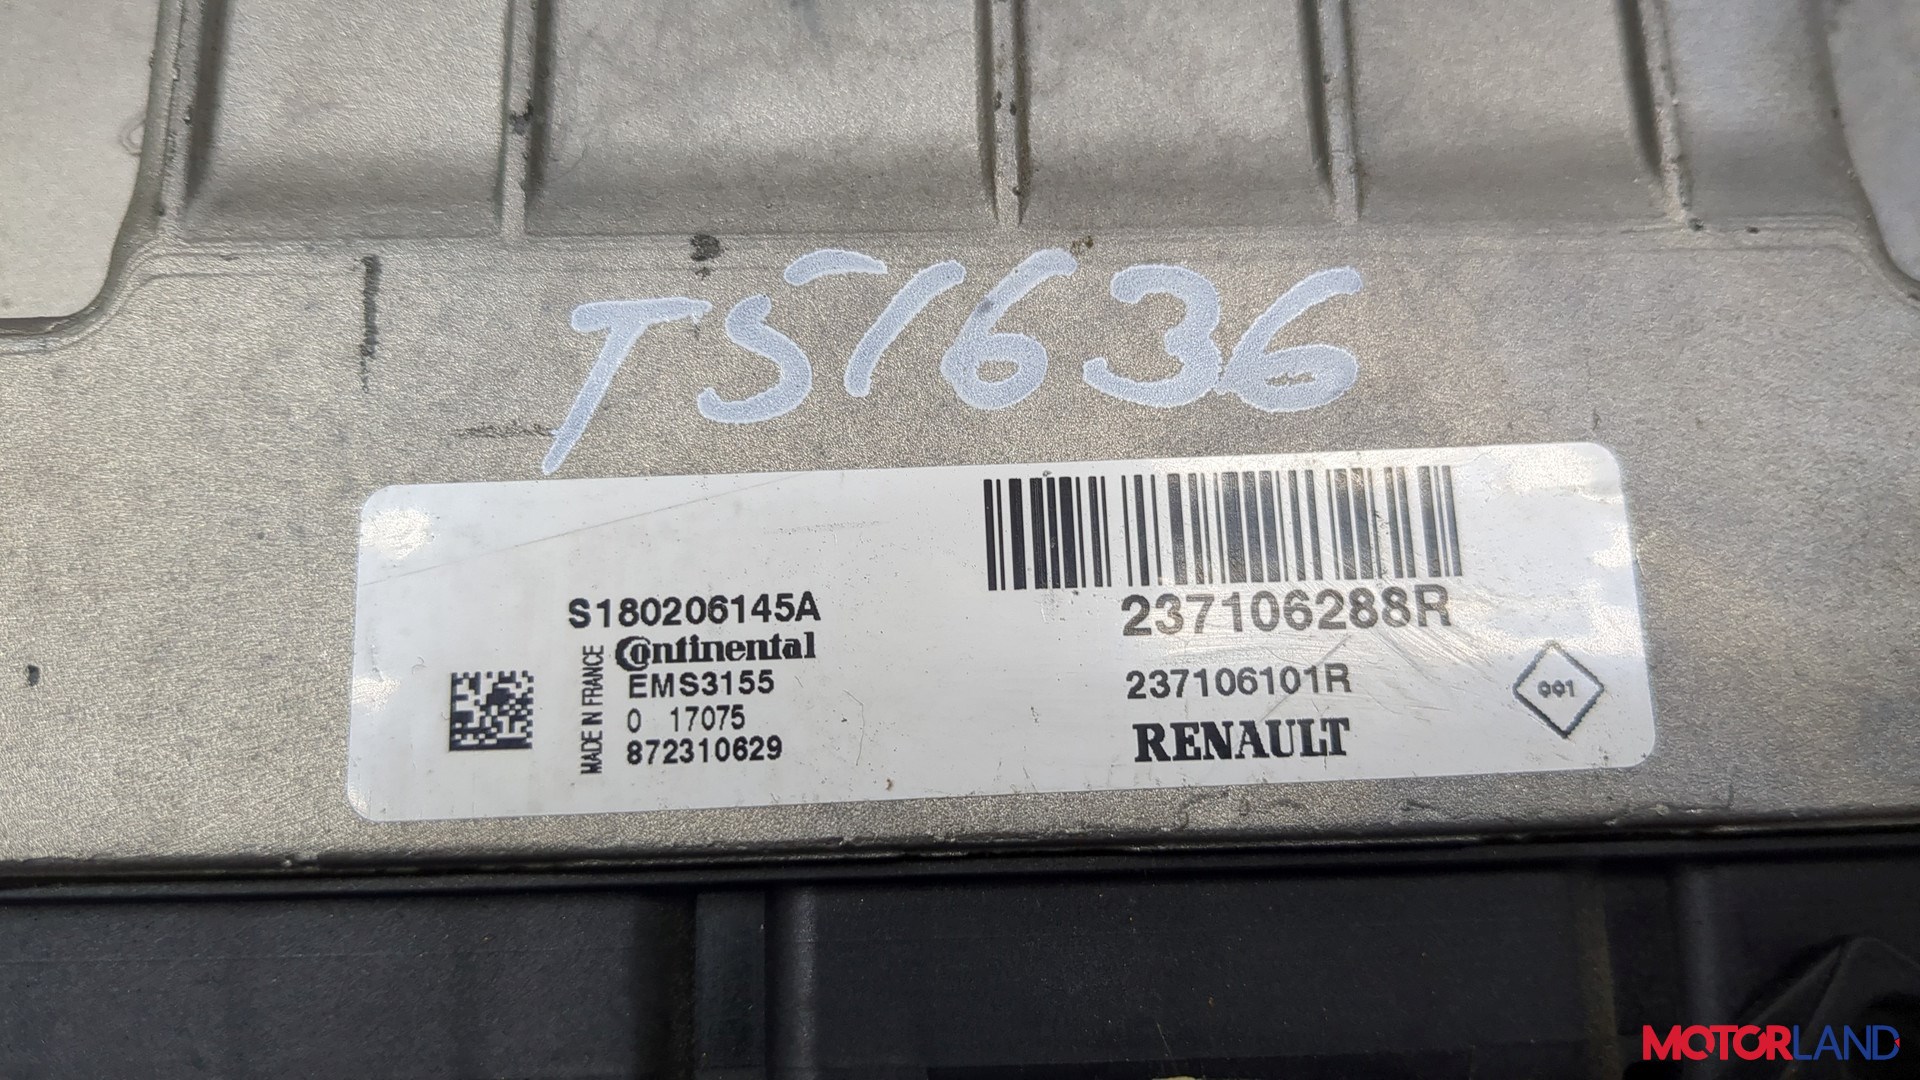 TS1636
S180206145A
Continental
MADE IN FRANCE
EMS3155
0 17075
872310629
237106288R
237106101R
RENAULT
001
MOTORLAND